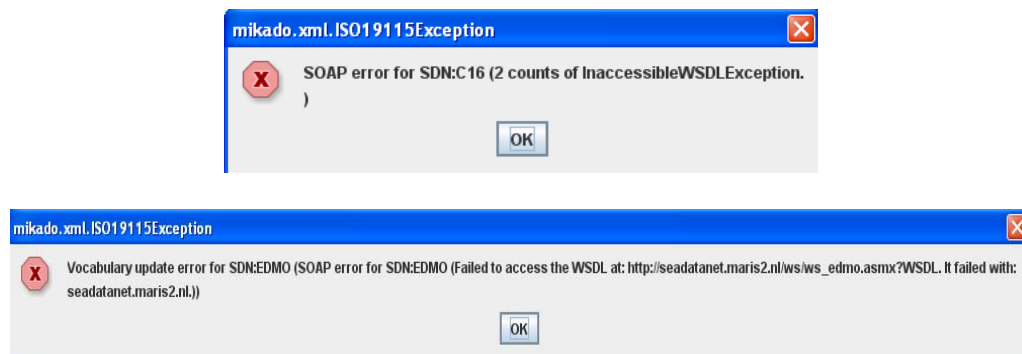 mikado.xml.ISO19115Exception
SOAP error for SDN:C16 (2 counts of InaccessibleWSDLException.
)
OK
mikado.xml.ISO19115Exception
Vocabulary update error for SDN:EDMO (SOAP error for SDN:EDMO (Failed to access the WSDL at: http://seadatanet.maris2.nl/ws/ws_edmo.asmx?WSDL. It failed with:
seadatanet.maris2.nl.))
OK